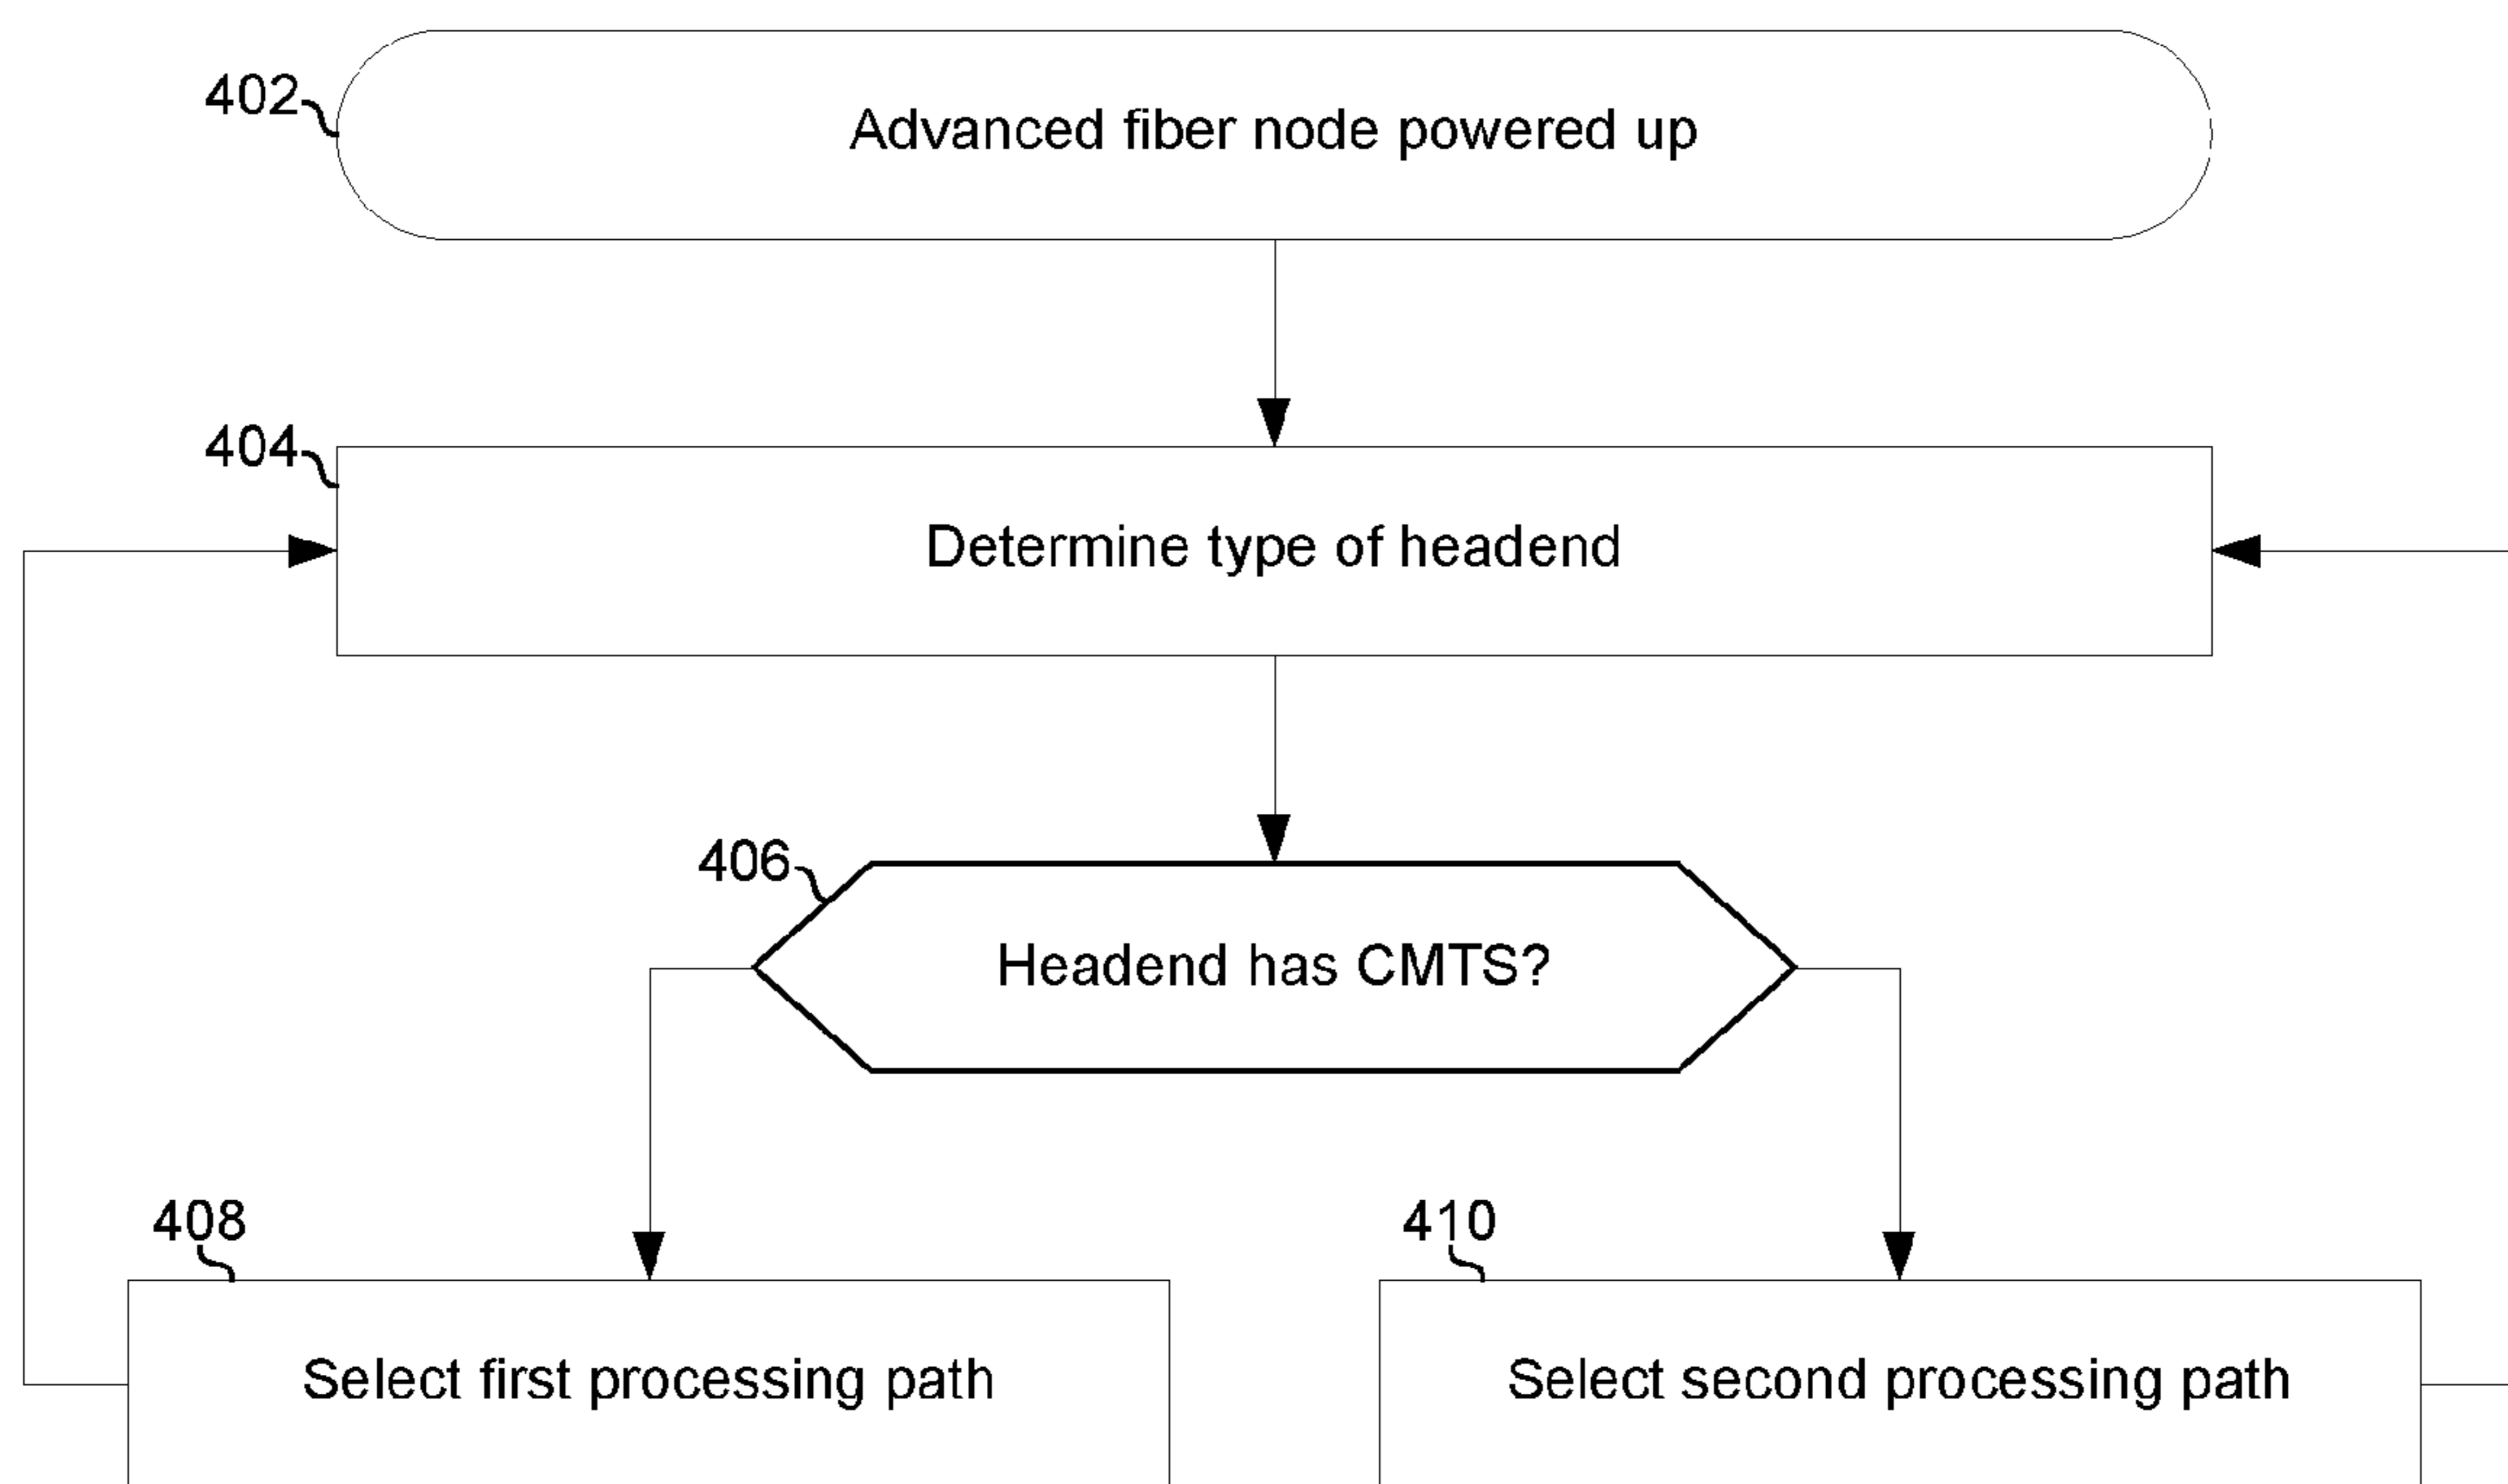 402
Advanced fiber node powered up
404
Determine type of headend
406
Headend has CMTS?
408
410
Select first processing path
Select second processing path